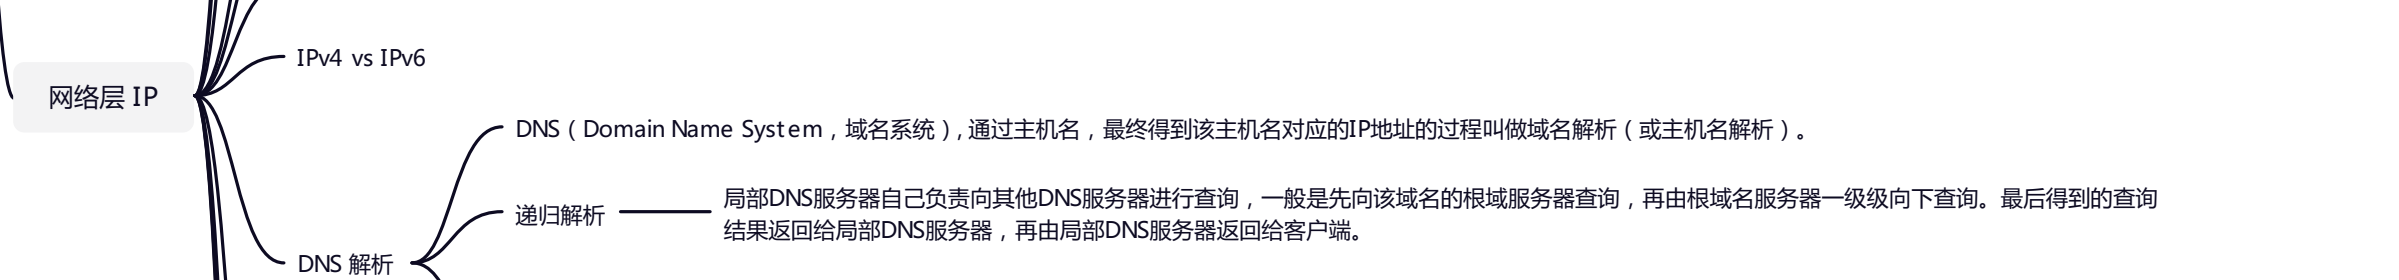 IPv4 vs IPv6
网络层 IP
DNS（Domain Name System，域名系统），通过主机名，最终得到该主机名对应的IP地址的过程叫做域名解析（或主机名解析）。
局部DNS服务器自己负责向其他DNS服务器进行查询，一般是先向该域名的根域服务器查询，再由根域名服务器一级级向下查询。最后得到的查询
递归解析
结果返回给局部DNS服务器，再由局部DNS服务器返回给客户端。
DNS 解析